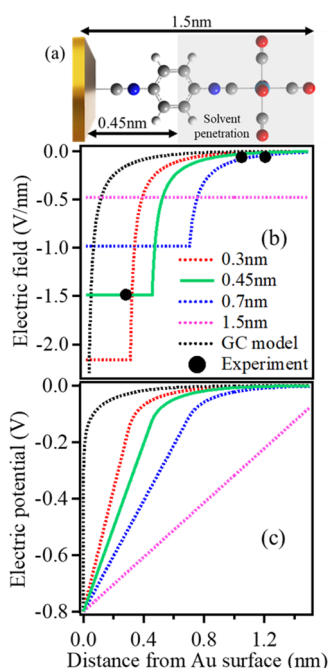 1.5nm
(a)
0.45nm
Solvent
penetration
0.0
-0.5
-1.0
-1.5
-2.0
Electric field (V/nm)
(b)
0.3nm
0.45nm
0.7nm
1.5nm
GC model
Experiment
0.0
-0.2
-0.4
-0.6
-0.8
Electric potential (V)
(c)
0.0 0.4 0.8 1.2
Distance from Au surface (nm)